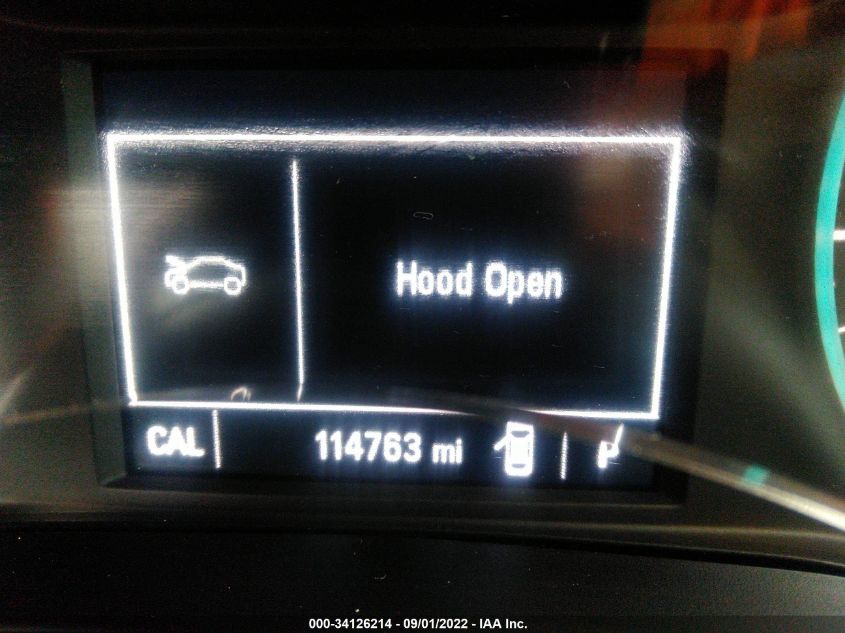 Hood Open
CAL 114763 mi P
000-34126214 - 09/01/2022 - IAA Inc.